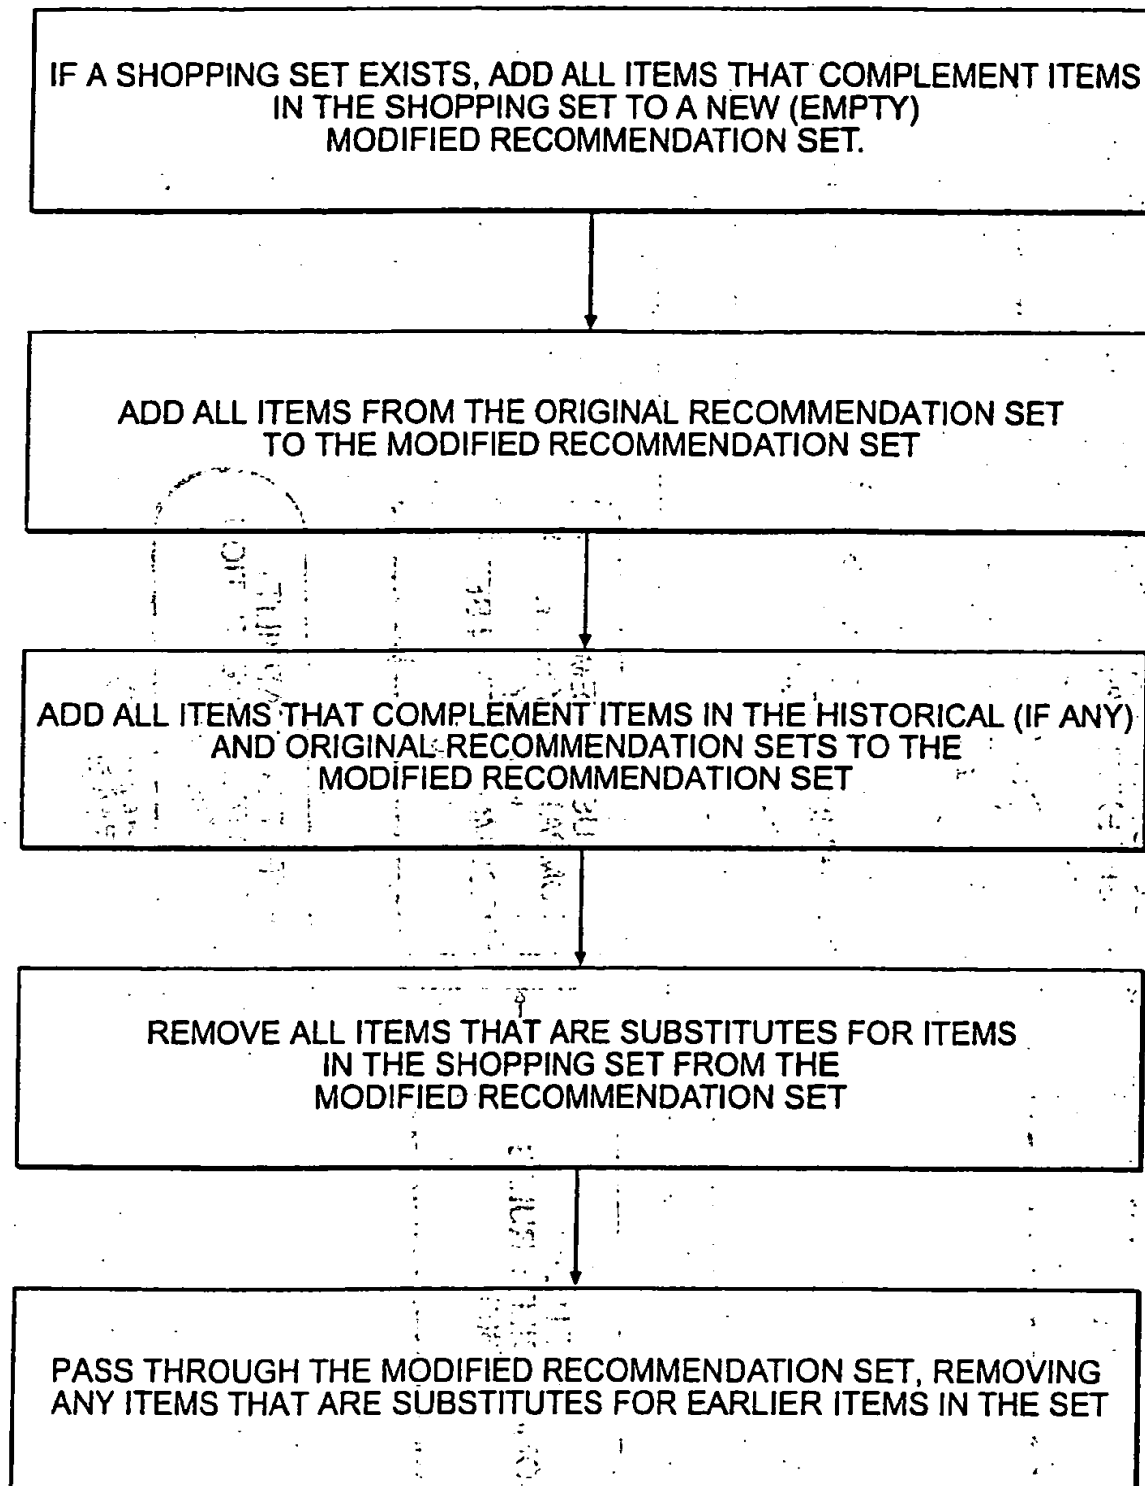 IF A SHOPPING SET EXISTS, ADD ALL ITEMS THAT COMPLEMENT ITEMS
IN THE SHOPPING SET TO A NEW (EMPTY)
MODIFIED RECOMMENDATION SET.
ADD ALL ITEMS FROM THE ORIGINAL RECOMMENDATION SET
TO THE MODIFIED RECOMMENDATION SET
ADD ALL ITEMS THAT COMPLEMENT ITEMS IN THE HISTORICAL (IF ANY)
AND ORIGINAL RECOMMENDATION SETS TO THE
MODIFIED RECOMMENDATION SET
REMOVE ALL ITEMS THAT ARE SUBSTITUTES FOR ITEMS
IN THE SHOPPING SET FROM THE
MODIFIED RECOMMENDATION SET
PASS THROUGH THE MODIFIED RECOMMENDATION SET, REMOVING
ANY ITEMS THAT ARE SUBSTITUTES FOR EARLIER ITEMS IN THE SET